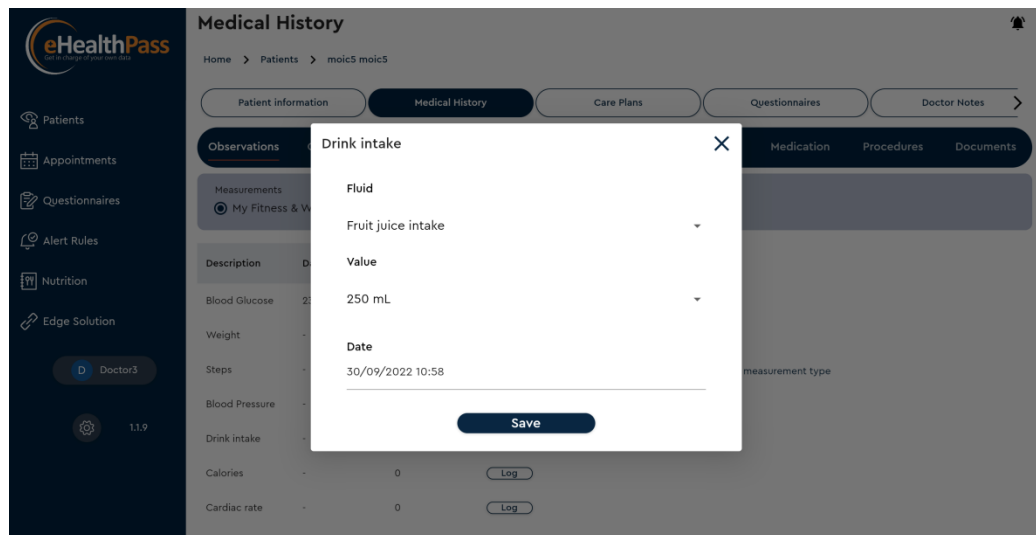 eHealthPass
Get in charge of your own data
Patients
Appointments
Questionnaires
Alert Rules
Nutrition
Edge Solution
D Doctor3
1.1.9
Medical History
Home > Patients > moic5 moic5
Patient information Medical History Care Plans Questionnaires Doctor Notes >
Observations Medication Procedures Documents
Measurements
My Fitness & W
Description
Blood Glucose
Weight -
Steps - measurement type
Blood Pressure -
Drink intake -
Calories - 0 Log
Cardiac rate - 0 Log
Drink intake
Fluid
Fruit juice intake
Value
250 mL
Date
30/09/2022 10:58
Save